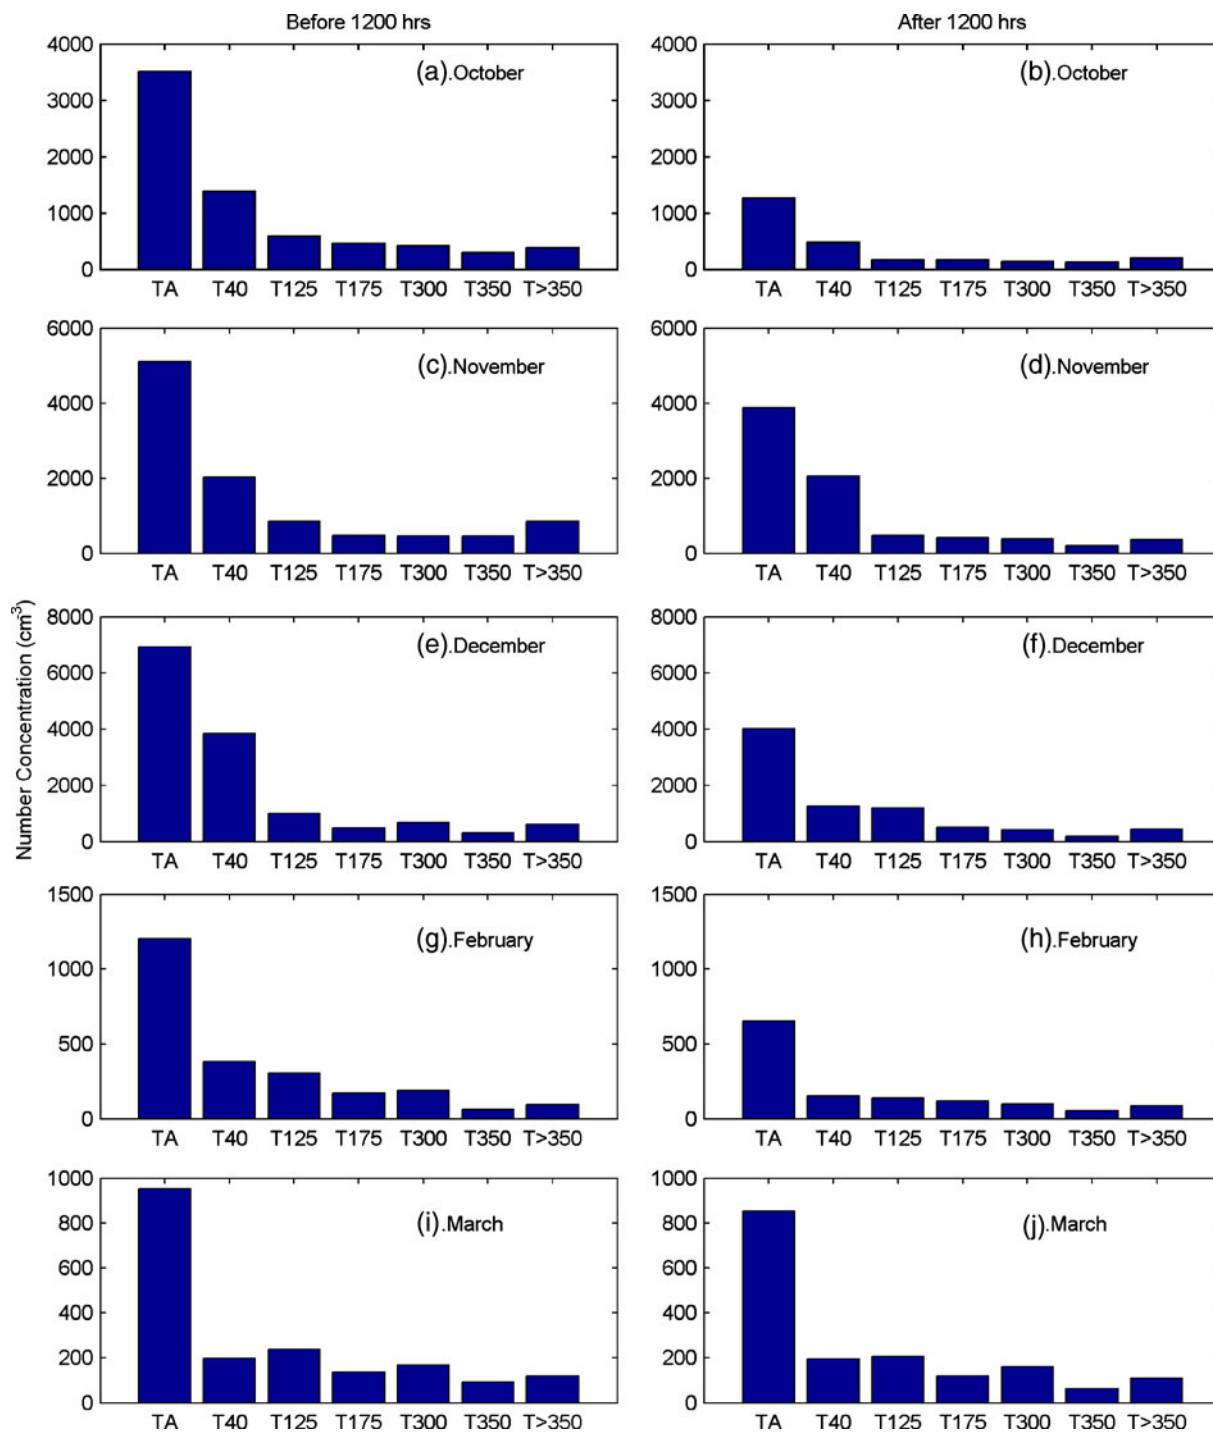 Before 1200 hrs
After 1200 hrs
Number Concentration (cm-3)
4000
3000
2000
1000
0
(a).October
TA T40 T125 T175 T300 T350 T>350
4000
3000
2000
1000
0
(b).October
TA T40 T125 T175 T300 T350 T>350
6000
4000
2000
0
(c).November
TA T40 T125 T175 T300 T350 T>350
6000
4000
2000
0
(d).November
TA T40 T125 T175 T300 T350 T>350
8000
6000
4000
2000
0
(e).December
TA T40 T125 T175 T300 T350 T>350
8000
6000
4000
2000
0
(f).December
TA T40 T125 T175 T300 T350 T>350
1500
1000
500
0
(g).February
TA T40 T125 T175 T300 T350 T>350
1500
1000
500
0
(h).February
TA T40 T125 T175 T300 T350 T>350
1000
800
600
400
200
0
(i).March
TA T40 T125 T175 T300 T350 T>350
1000
800
600
400
200
0
(j).March
TA T40 T125 T175 T300 T350 T>350